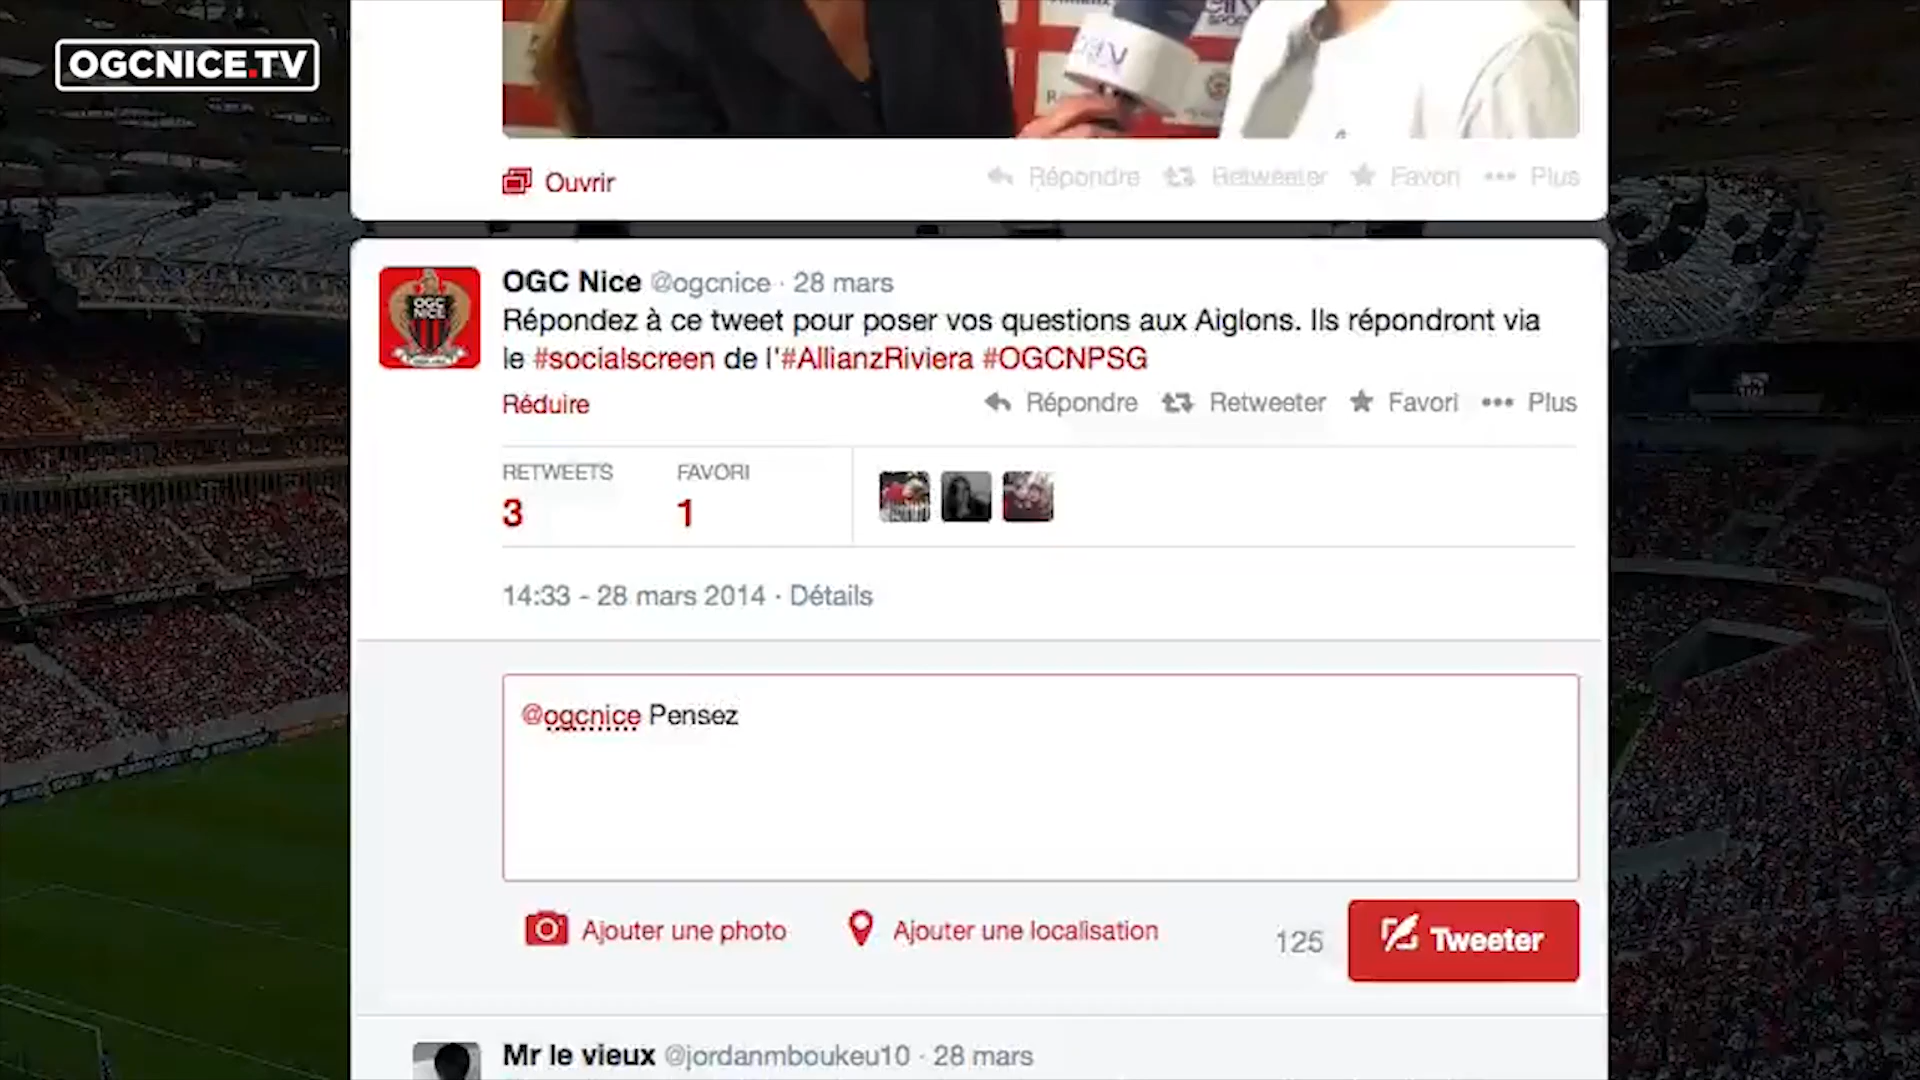 OGCNICE.TV
Ouvrir
Répondre Retweeter Favori ••• Plus
OGC Nice @ogcnice · 28 mars
Répondez à ce tweet pour poser vos questions aux Aiglons. Ils répondront via
le #socialscreen de l'#AllianzRiviera #OGCNPSG
Réduire
Répondre Retweeter Favori ••• Plus
OGC
NICE
RETWEETS FAVORI
3 1
14:33 - 28 mars 2014 · Détails
@ogcnice Pensez
Ajouter une photo Ajouter une localisation 125 Tweeter
Mr le vieux @jordanmboukeu10 · 28 mars